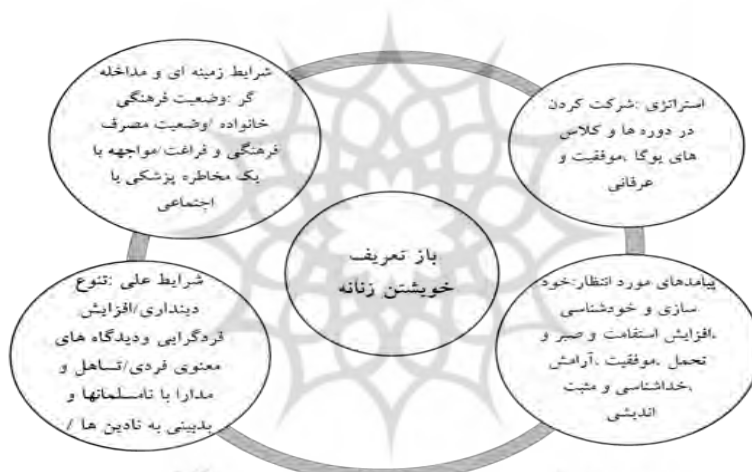 شرایط زمینه ای و مداخله
گر :وضعیت فرهنگی
خانواده /وضعیت مصرف
فرهنگی و فراغت/مواجهه با
یک مخاطره پزشکی یا
اجتماعی
استراتژی :شرکت کردن
در دوره ها و کلاس
های یوگا ،موفقیت و
عرفانی
باز تعریف
خویشتن زنانه
شرایط علی :تنوع
دینداری/افزایش
فردگرایی ودیدگاه های
معنوی فردی/تساهل و
مدارا با نامسلمانها و
بدبینی به نادین ها /
پیامدهای مورد انتظار:خود
سازی و خودشناسی
،افزایش استقامت و صبر و
تحمل ،موفقیت ،آرامش
،خداشناسی و مثبت
اندیشی